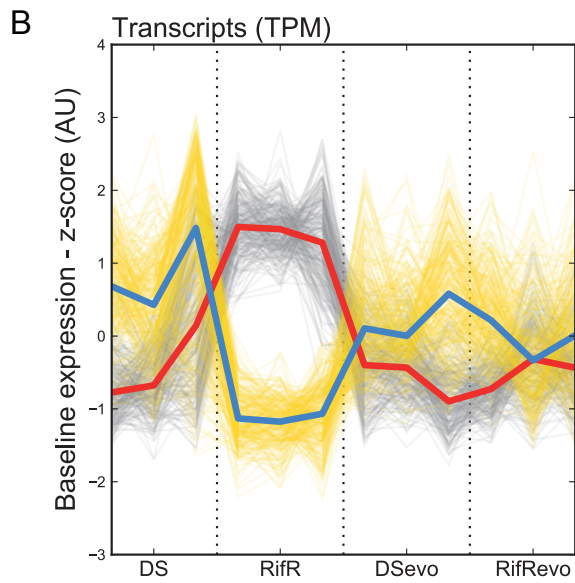 B
Transcripts (TPM)
Baseline expression - z-score (AU)
4
3
2
1
0
−1
−2
−3
DS
RifR
DSevo
RifRevo